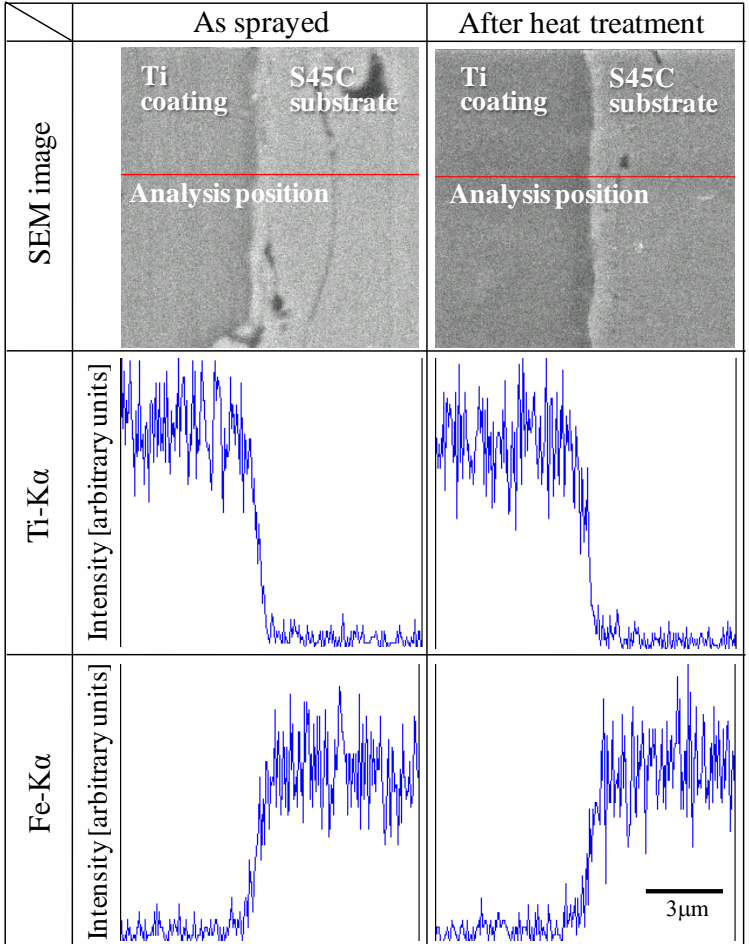 As sprayed
After heat treatment
SEM image
Ti
coating
S45C
substrate
Analysis position
Ti
coating
S45C
substrate
Analysis position
Ti-Kα
Intensity [arbitrary units]
Fe-Kα
Intensity [arbitrary units]
3μm